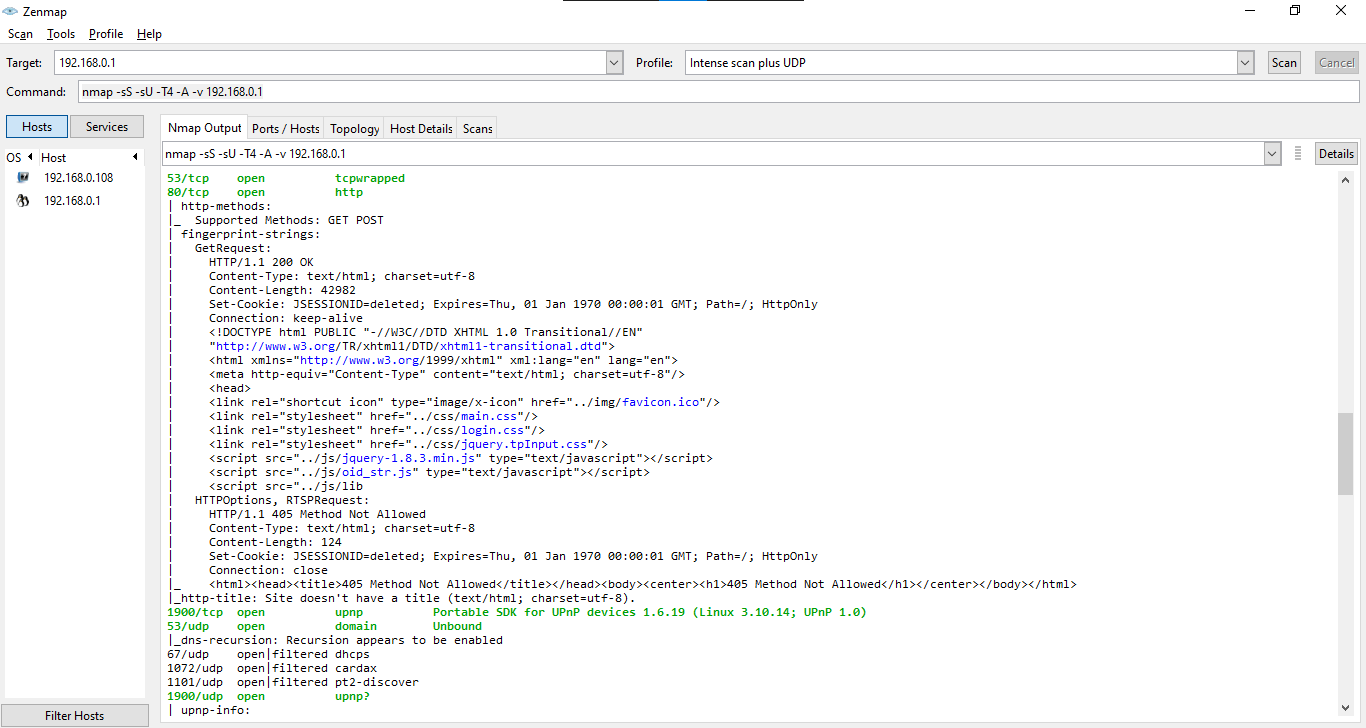 Zenmap
Scan Tools Profile Help
Target: 192.168.0.1 Profile: Intense scan plus UDP Scan Cancel
Command: nmap -sS -sU -T4 -A -v 192.168.0.1
Hosts Services Nmap Output Ports / Hosts Topology Host Details Scans
nmap -sS -sU -T4 -A -v 192.168.0.1 Details
OS Host
192.168.0.108
192.168.0.1
53/tcp open tcpwrapped
80/tcp open http
| http-methods:
|_ Supported Methods: GET POST
| fingerprint-strings:
| GetRequest:
| HTTP/1.1 200 OK
| Content-Type: text/html; charset=utf-8
| Content-Length: 42982
| Set-Cookie: JSESSIONID=deleted; Expires=Thu, 01 Jan 1970 00:00:01 GMT; Path=/; HttpOnly
| Connection: keep-alive
| <!DOCTYPE html PUBLIC "-//W3C//DTD XHTML 1.0 Transitional//EN"
| "http://www.w3.org/TR/xhtml1/DTD/xhtml1-transitional.dtd">
| <html xmlns="http://www.w3.org/1999/xhtml" xml:lang="en" lang="en">
| <meta http-equiv="Content-Type" content="text/html; charset=utf-8"/>
| <head>
| <link rel="shortcut icon" type="image/x-icon" href="../img/favicon.ico"/>
| <link rel="stylesheet" href="../css/main.css"/>
| <link rel="stylesheet" href="../css/login.css"/>
| <link rel="stylesheet" href="../css/jquery.tpInput.css"/>
| <script src="../js/jquery-1.8.3.min.js" type="text/javascript"></script>
| <script src="../js/oid_str.js" type="text/javascript"></script>
| <script src="../js/lib
| HTTPOptions, RTSPRequest:
| HTTP/1.1 405 Method Not Allowed
| Content-Type: text/html; charset=utf-8
| Content-Length: 124
| Set-Cookie: JSESSIONID=deleted; Expires=Thu, 01 Jan 1970 00:00:01 GMT; Path=/; HttpOnly
| Connection: close
|_ <html><head><title>405 Method Not Allowed</title></head><body><center><h1>405 Method Not Allowed</h1></center></body></html>
|_http-title: Site doesn't have a title (text/html; charset=utf-8).
1900/tcp open upnp Portable SDK for UPnP devices 1.6.19 (Linux 3.10.14; UPnP 1.0)
53/udp open domain Unbound
|_dns-recursion: Recursion appears to be enabled
67/udp open|filtered dhcps
1072/udp open|filtered cardax
1101/udp open|filtered pt2-discover
1900/udp open upnp?
| upnp-info:
Filter Hosts